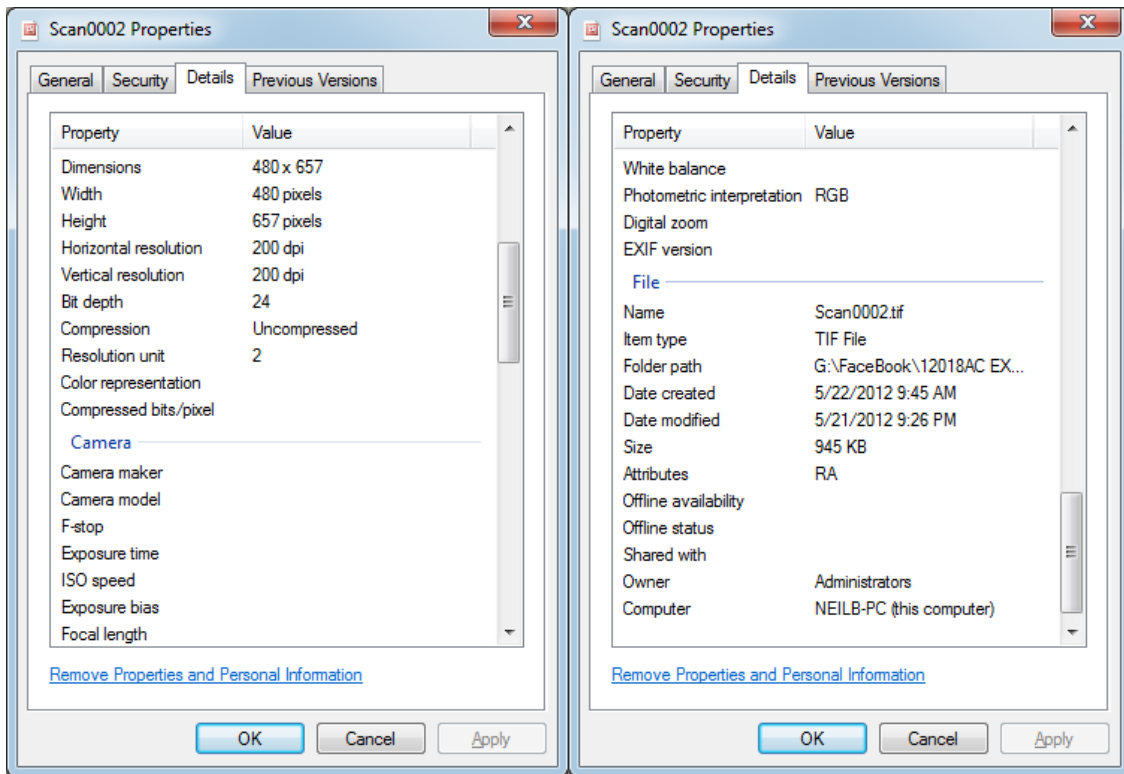 Scan0002 Properties
General Security Details Previous Versions
Property Value
Dimensions 480 x 657
Width 480 pixels
Height 657 pixels
Horizontal resolution 200 dpi
Vertical resolution 200 dpi
Bit depth 24
Compression Uncompressed
Resolution unit 2
Color representation
Compressed bits/pixel
Camera
Camera maker
Camera model
F-stop
Exposure time
ISO speed
Exposure bias
Focal length
Remove Properties and Personal Information
OK Cancel Apply
Scan0002 Properties
General Security Details Previous Versions
Property Value
White balance
Photometric interpretation RGB
Digital zoom
EXIF version
File
Name Scan0002.tif
Item type TIF File
Folder path G:\FaceBook\12018AC EX...
Date created 5/22/2012 9:45 AM
Date modified 5/21/2012 9:26 PM
Size 945 KB
Attributes RA
Offline availability
Offline status
Shared with
Owner Administrators
Computer NEILB-PC (this computer)
Remove Properties and Personal Information
OK Cancel Apply